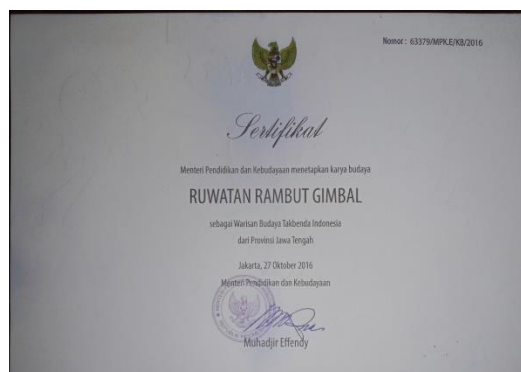 Nomor : 63379/MPK.E/KB/2016
Sertifikat
Menteri Pendidikan dan Kebudayaan menetapkan karya budaya
RUWATAN RAMBUT GIMBAL
sebagai Warisan Budaya Takbenda Indonesia
dari Provinsi Jawa Tengah
Jakarta, 27 Oktober 2016
Menteri Pendidikan dan Kebudayaan
Muhadjir Effendy